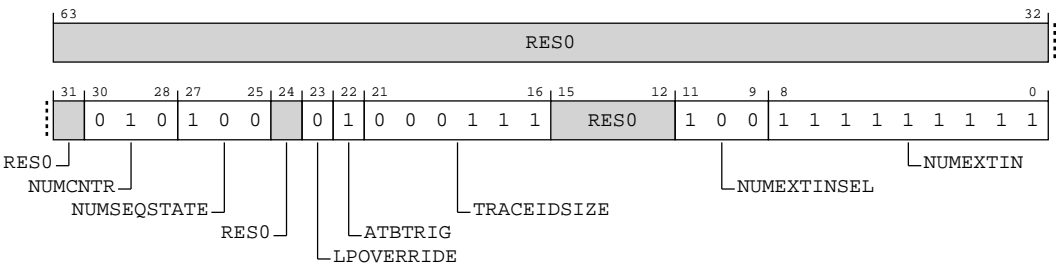 63 32
RES0
31 30 28 27 25 24 23 22 21 16 15 12 11 9 8 0
0 1 0 1 0 0 0 1 0 0 0 1 1 1 RES0 1 0 0 1 1 1 1 1 1 1 1 1
RES0 NUMEXTIN
NUMCNTR NUMEXTINSEL
NUMSEQSTATE TRACEIDSIZE
RES0 ATBTRIG
LPOVERRIDE